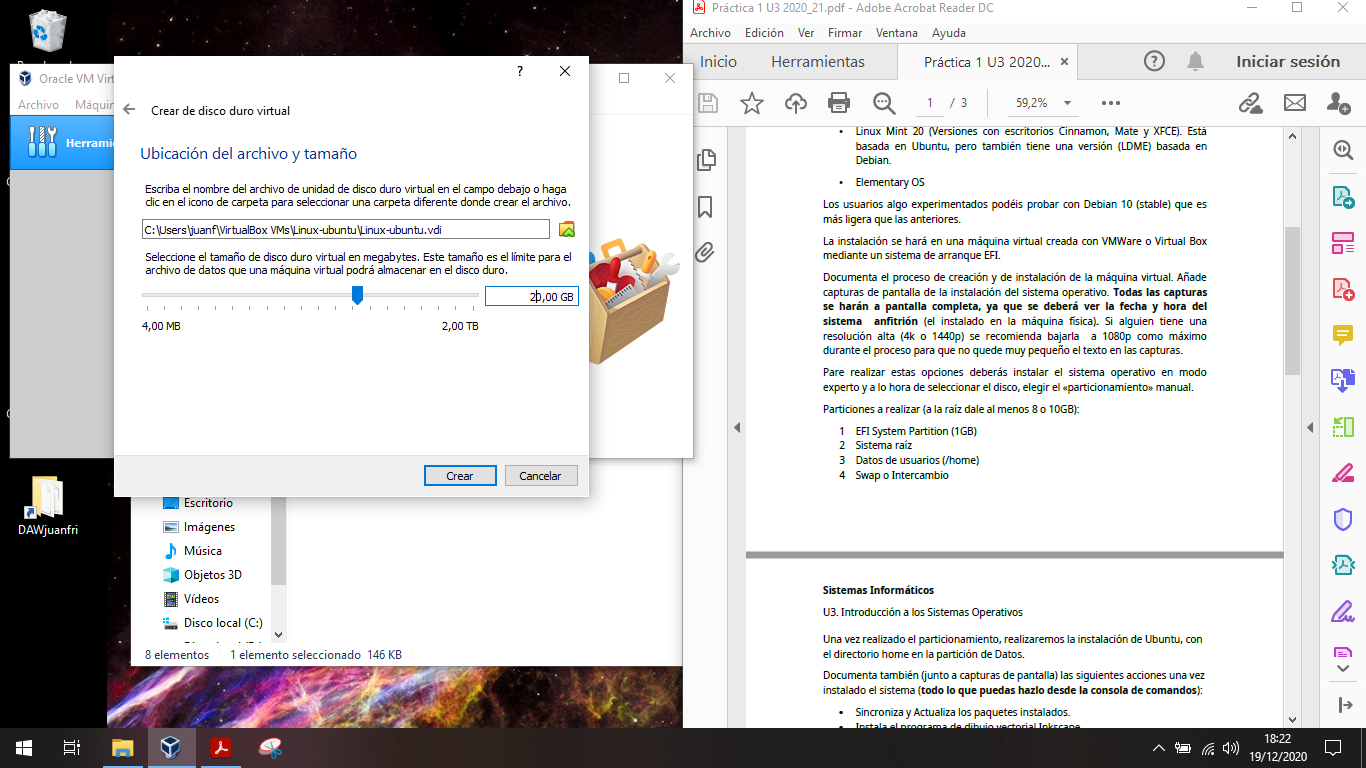 Oracle VM Virt
Archivo
Máquin
Herramie
?
Crear de disco duro virtual
Ubicación del archivo y tamaño
Escriba el nombre del archivo de unidad de disco duro virtual en el campo debajo o haga
clic en el icono de carpeta para seleccionar una carpeta diferente donde crear el archivo.
C:\Users\juanf\VirtualBox VMs\Linux-ubuntu\Linux-ubuntu.vdi
Seleccione el tamaño de disco duro virtual en megabytes. Este tamaño es el límite para el
archivo de datos que una máquina virtual podrá almacenar en el disco duro.
20,00 GB
4,00 MB
2,00 TB
Crear
Cancelar
DAWjuanfri
Escritorio
Imágenes
Música
Objetos 3D
Vídeos
Disco local (C:)
8 elementos
1 elemento seleccionado 146 KB
Práctica 1 U3 2020_21.pdf - Adobe Acrobat Reader DC
Archivo Edición Ver Firmar Ventana Ayuda
Inicio
Herramientas
Práctica 1 U3 2020...
Iniciar sesión
1 / 3
59,2%
• Linux Mint 20 (Versiones con escritorios Cinnamon, Mate y XFCE). Está
basada en Ubuntu, pero también tiene una versión (LDME) basada en
Debian.
• Elementary OS
Los usuarios algo experimentados podéis probar con Debian 10 (stable) que es
más ligera que las anteriores.
La instalación se hará en una máquina virtual creada con VMWare o Virtual Box
mediante un sistema de arranque EFI.
Documenta el proceso de creación y de instalación de la máquina virtual. Añade
capturas de pantalla de la instalación del sistema operativo. Todas las capturas
se harán a pantalla completa, ya que se deberá ver la fecha y hora del
sistema anfitrión (el instalado en la máquina física). Si alguien tiene una
resolución alta (4k o 1440p) se recomienda bajarla a 1080p como máximo
durante el proceso para que no quede muy pequeño el texto en las capturas.
Pare realizar estas opciones deberás instalar el sistema operativo en modo
experto y a lo hora de seleccionar el disco, elegir el «particionamiento» manual.
Particiones a realizar (a la raíz dale al menos 8 o 10GB):
1 EFI System Partition (1GB)
2 Sistema raíz
3 Datos de usuarios (/home)
4 Swap o Intercambio
Sistemas Informáticos
U3. Introducción a los Sistemas Operativos
Una vez realizado el particionamiento, realizaremos la instalación de Ubuntu, con
el directorio home en la partición de Datos.
Documenta también (junto a capturas de pantalla) las siguientes acciones una vez
instalado el sistema (todo lo que puedas hazlo desde la consola de comandos):
• Sincroniza y Actualiza los paquetes instalados.
• Instala el programa de dibujo vectorial Inkscape
18:22
19/12/2020